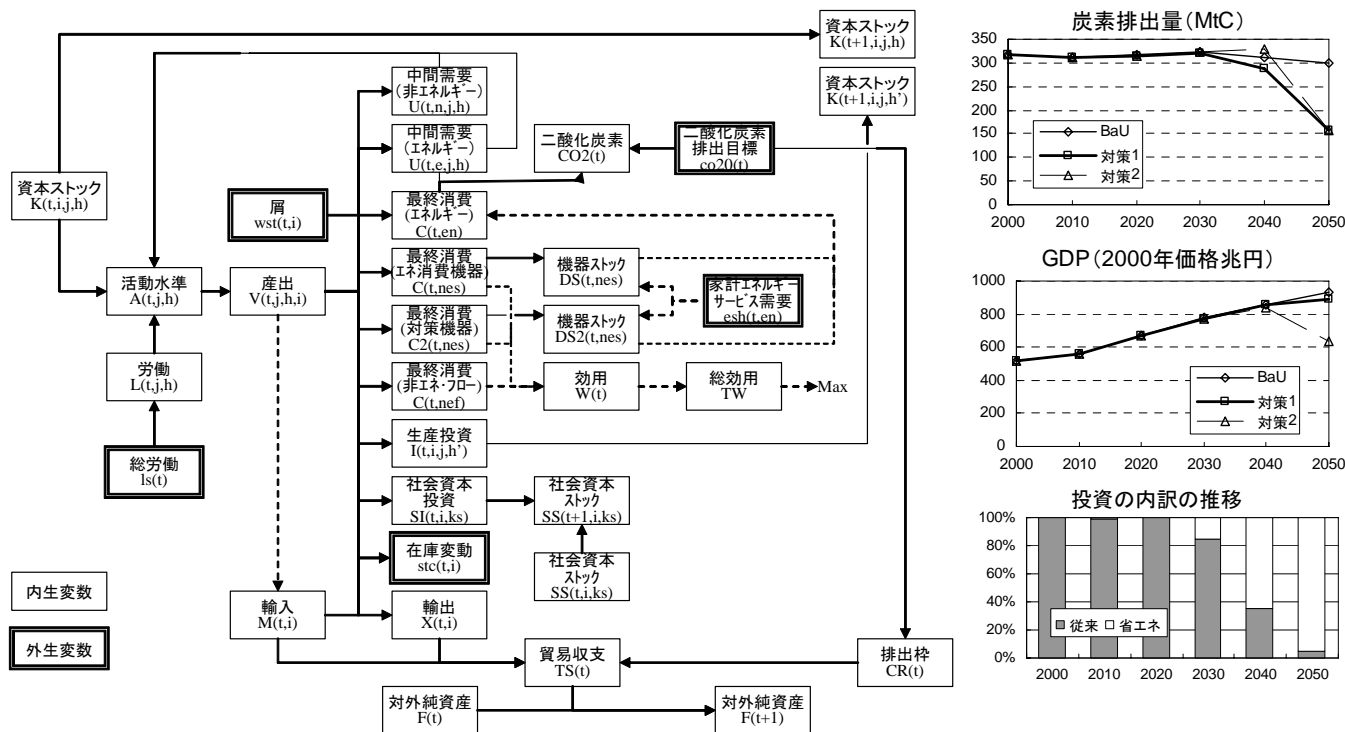 資本ストック
K(t+1,i,j,h)
中間需要
(非エネルギー)
U(t,n,j,h)
資本ストック
K(t+1,i,j,h')
中間需要
(エネルギー)
U(t,e,j,h)
二酸化炭素
CO2(t)
二酸化炭素
排出目標
co20(t)
資本ストック
K(t,i,j,h)
屑
wst(t,i)
最終消費
(エネルギー)
C(t,en)
最終消費
(エネ消費機器)
C(t,nes)
機器ストック
DS(t,nes)
家計エネルギー
サービス需要
esh(t,en)
活動水準
A(t,j,h)
産出
V(t,j,h,i)
最終消費
(対策機器)
C2(t,nes)
機器ストック
DS2(t,nes)
労働
L(t,j,h)
最終消費
(非エネ・フロー)
C(t,nef)
効用
W(t)
総効用
TW
Max
生産投資
I(t,i,j,h')
総労働
ls(t)
社会資本
投資
SI(t,i,ks)
社会資本
ストック
SS(t+1,i,ks)
在庫変動
stc(t,i)
社会資本
ストック
SS(t,i,ks)
内生変数
外生変数
輸入
M(t,i)
輸出
X(t,i)
貿易収支
TS(t)
排出枠
CR(t)
対外純資産
F(t)
対外純資産
F(t+1)
炭素排出量(MtC)
350
300
250
200
150
100
50
0
BaU
対策1
対策2
2000 2010 2020 2030 2040 2050
GDP(2000年価格兆円)
1000
800
600
400
200
0
BaU
対策1
対策2
2000 2010 2020 2030 2040 2050
投資の内訳の推移
100%
80%
60%
40%
20%
0%
従来 省エネ
2000 2010 2020 2030 2040 2050